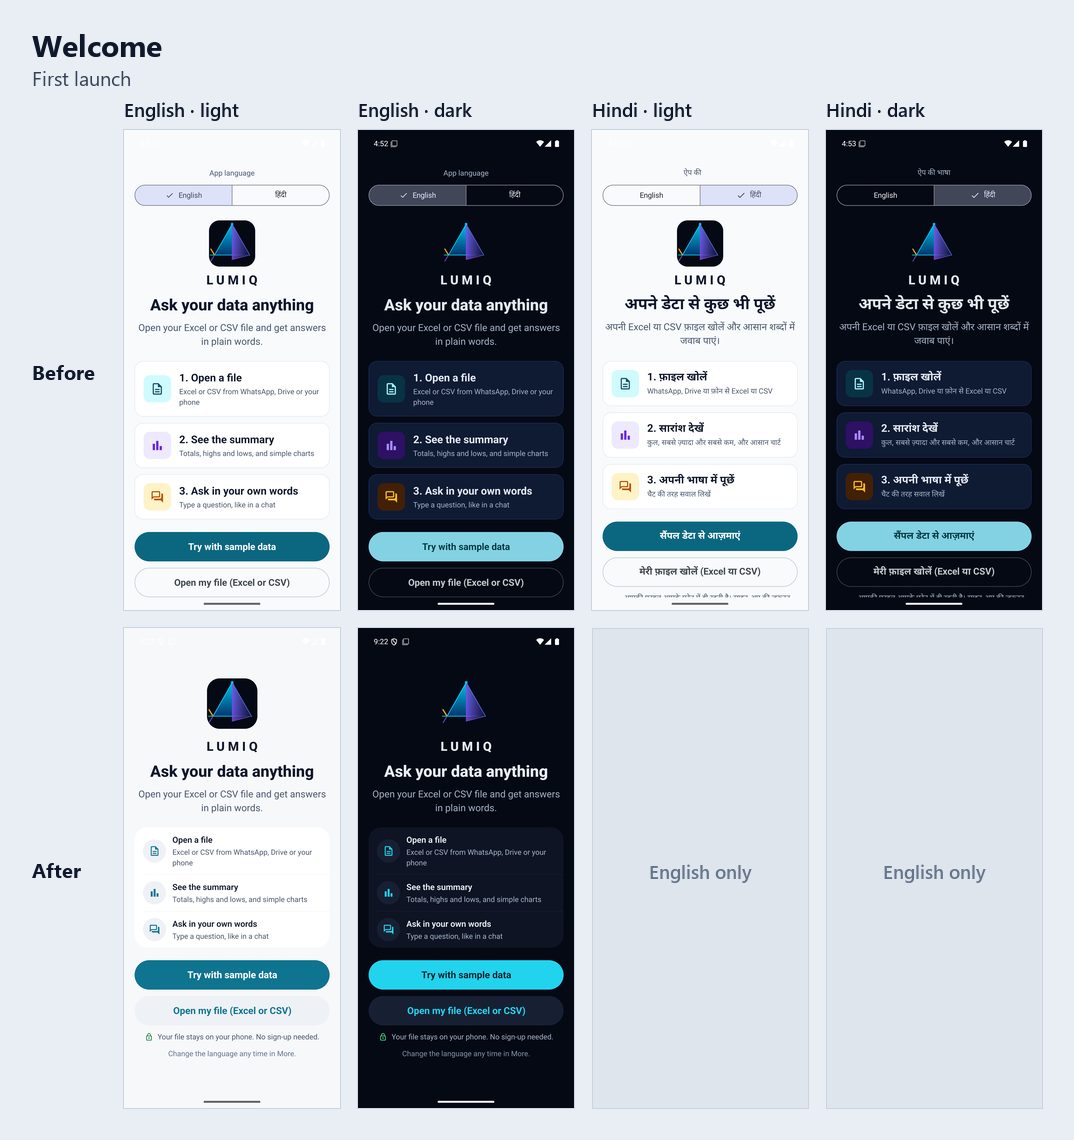 Welcome
First launch
English · light
English · dark
Hindi · light
Hindi · dark
Before
App language
English
हिंदी
LUMIQ
Ask your data anything
Open your Excel or CSV file and get answers
in plain words.
1. Open a file
Excel or CSV from WhatsApp, Drive or your
phone
2. See the summary
Totals, highs and lows, and simple charts
3. Ask in your own words
Type a question, like in a chat
Try with sample data
Open my file (Excel or CSV)
4:52
App language
English
हिंदी
LUMIQ
Ask your data anything
Open your Excel or CSV file and get answers
in plain words.
1. Open a file
Excel or CSV from WhatsApp, Drive or your
phone
2. See the summary
Totals, highs and lows, and simple charts
3. Ask in your own words
Type a question, like in a chat
Try with sample data
Open my file (Excel or CSV)
ऐप की
English
हिंदी
LUMIQ
अपने डेटा से कुछ भी पूछें
अपनी Excel या CSV फ़ाइल खोलें और आसान शब्दों में
जवाब पाएं।
1. फ़ाइल खोलें
WhatsApp, Drive या फ़ोन से Excel या CSV
2. सारांश देखें
कुल, सबसे ज़्यादा और सबसे कम, और आसान चार्ट
3. अपनी भाषा में पूछें
चैट की तरह सवाल लिखें
सैंपल डेटा से आज़माएं
मेरी फ़ाइल खोलें (Excel या CSV)
4:53
ऐप की भाषा
English
हिंदी
LUMIQ
अपने डेटा से कुछ भी पूछें
अपनी Excel या CSV फ़ाइल खोलें और आसान शब्दों में
जवाब पाएं।
1. फ़ाइल खोलें
WhatsApp, Drive या फ़ोन से Excel या CSV
2. सारांश देखें
कुल, सबसे ज़्यादा और सबसे कम, और आसान चार्ट
3. अपनी भाषा में पूछें
चैट की तरह सवाल लिखें
सैंपल डेटा से आज़माएं
मेरी फ़ाइल खोलें (Excel या CSV)
After
LUMIQ
Ask your data anything
Open your Excel or CSV file and get answers
in plain words.
Open a file
Excel or CSV from WhatsApp, Drive or your
phone
See the summary
Totals, highs and lows, and simple charts
Ask in your own words
Type a question, like in a chat
Try with sample data
Open my file (Excel or CSV)
Your file stays on your phone. No sign-up needed.
Change the language any time in More.
9:22
LUMIQ
Ask your data anything
Open your Excel or CSV file and get answers
in plain words.
Open a file
Excel or CSV from WhatsApp, Drive or your
phone
See the summary
Totals, highs and lows, and simple charts
Ask in your own words
Type a question, like in a chat
Try with sample data
Open my file (Excel or CSV)
Your file stays on your phone. No sign-up needed.
Change the language any time in More.
English only
English only